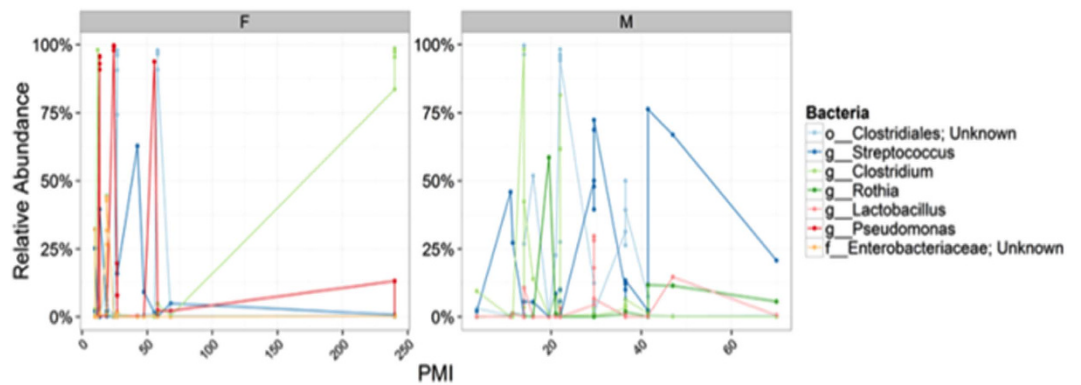 F
M
Relative Abundance
100%
75%
50%
25%
0%
100%
75%
50%
25%
0%
0
50
100
150
200
250
20
40
60
PMI
Bacteria
o__Clostridiales; Unknown
g__Streptococcus
g__Clostridium
g__Rothia
g__Lactobacillus
g__Pseudomonas
f__Enterobacteriaceae; Unknown